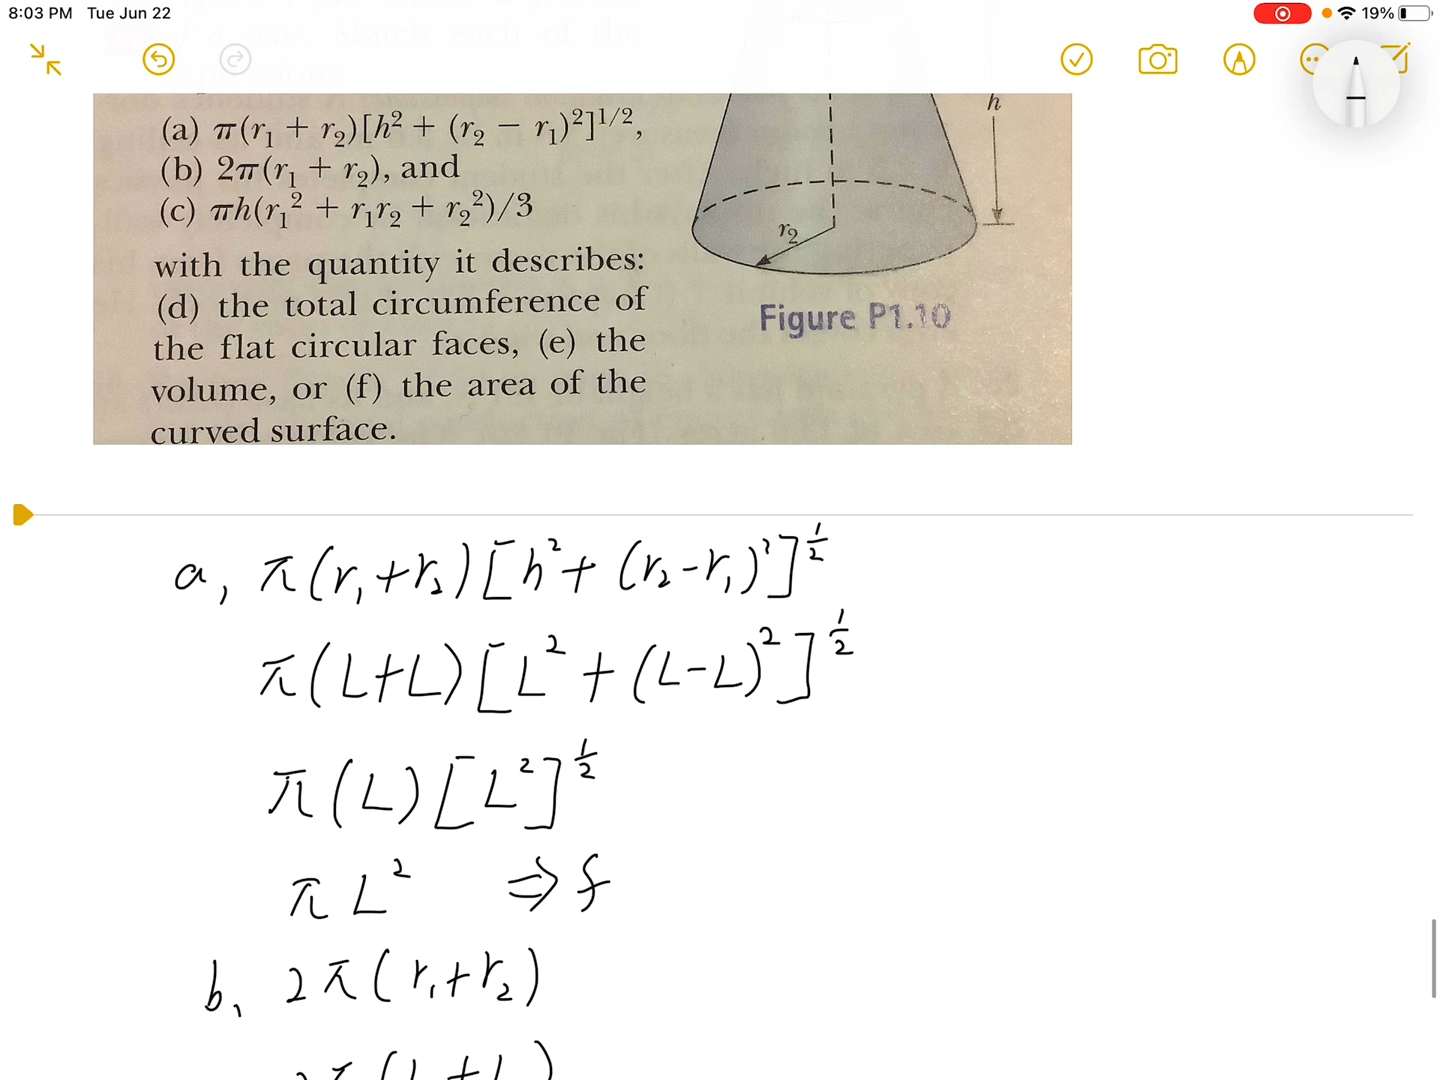 8:03 PM Tue Jun 22
19%
(a) π(r₁ + r₂)[h² + (r₂ − r₁)²]^1/2,
(b) 2π(r₁ + r₂), and
(c) πh(r₁² + r₁r₂ + r₂²)/3
with the quantity it describes:
(d) the total circumference of
the flat circular faces, (e) the
volume, or (f) the area of the
curved surface.
h
r₂
Figure P1.10
a, π(r₁+r₂)[h²+(r₂-r₁)²]^1/2
π(L+L)[L²+(L-L)²]^1/2
π(L)[L²]^1/2
πL² ⇒ f
b, 2π(r₁+r₂)
2π(L+L)